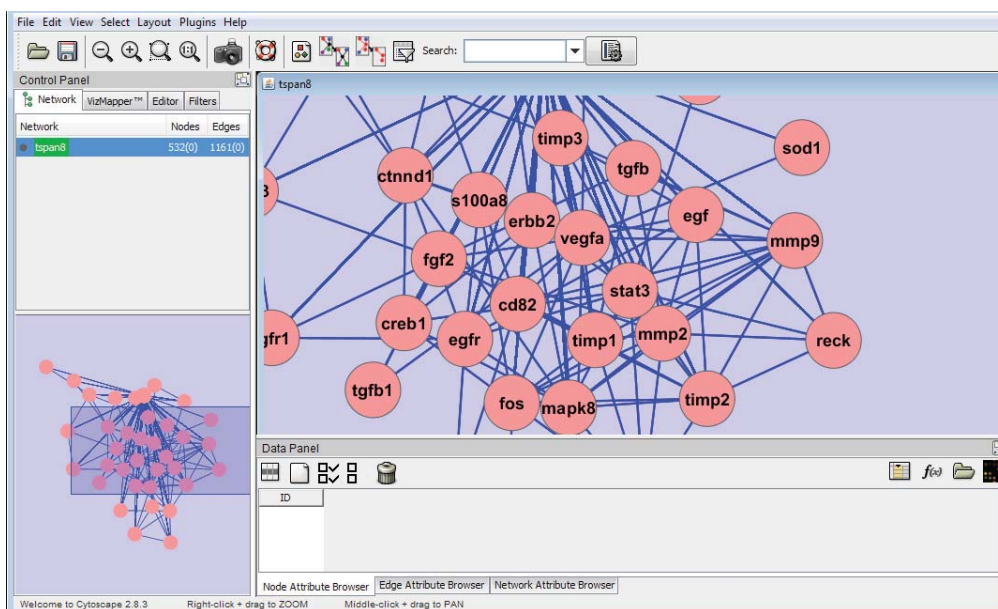 File Edit View Select Layout Plugins Help
Search:
Control Panel
Network VizMapper™ Editor Filters
Network Nodes Edges
tspan8 532(0) 1161(0)
tspan8
timp3
sod1
tgfb
ctnnd1
3
s100a8
erbb2
egf
vegfa
mmp9
fgf2
stat3
cd82
creb1
gfr1
egfr
timp1
mmp2
reck
tgfb1
fos
mapk8
timp2
Data Panel
f(x)
ID
Node Attribute Browser Edge Attribute Browser Network Attribute Browser
Welcome to Cytoscape 2.8.3 Right-click + drag to ZOOM Middle-click + drag to PAN